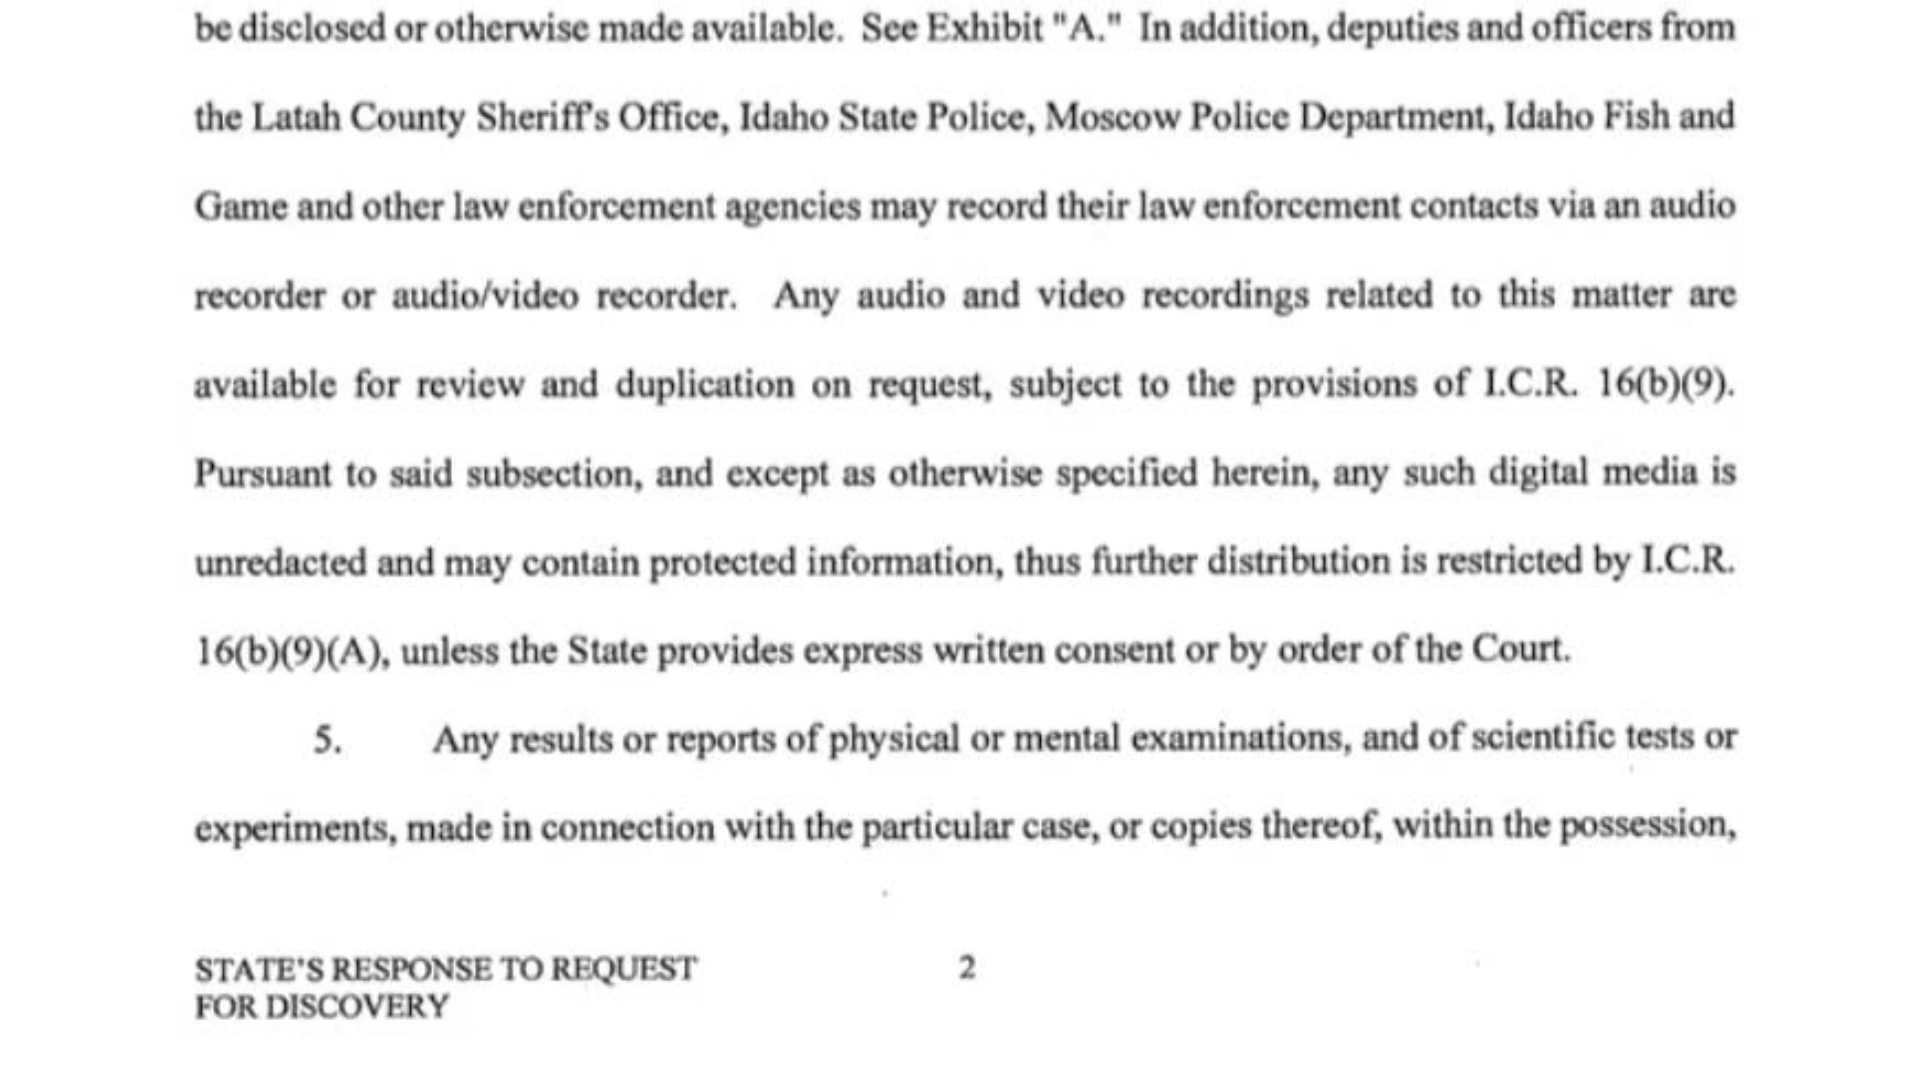 be disclosed or otherwise made available. See Exhibit "A." In addition, deputies and officers from
the Latah County Sheriff's Office, Idaho State Police, Moscow Police Department, Idaho Fish and
Game and other law enforcement agencies may record their law enforcement contacts via an audio
recorder or audio/video recorder. Any audio and video recordings related to this matter are
available for review and duplication on request, subject to the provisions of I.C.R. 16(b)(9).
Pursuant to said subsection, and except as otherwise specified herein, any such digital media is
unredacted and may contain protected information, thus further distribution is restricted by I.C.R.
16(b)(9)(A), unless the State provides express written consent or by order of the Court.
5. Any results or reports of physical or mental examinations, and of scientific tests or
experiments, made in connection with the particular case, or copies thereof, within the possession,
STATE'S RESPONSE TO REQUEST 2
FOR DISCOVERY